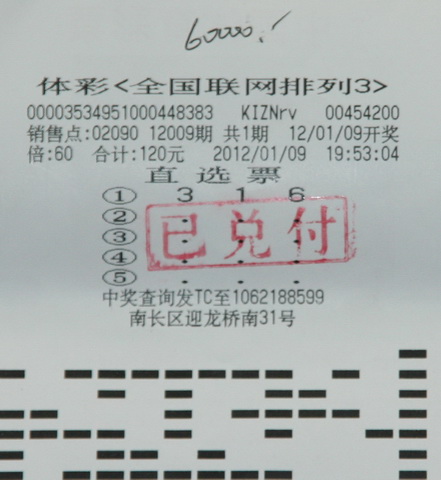 60000.-
体彩<全国联网排列3>
00003534951000448383 KIZNrv 00454200
销售点:02090 12009期 共1期 12/01/09开奖
倍:60 合计:120元 2012/01/09 19:53:04
直选票
① 3 1 6
② . . .
③ . . .
④ . . .
⑤ . . .
已兑付
中奖查询发TC至1062188599
南长区迎龙桥南31号